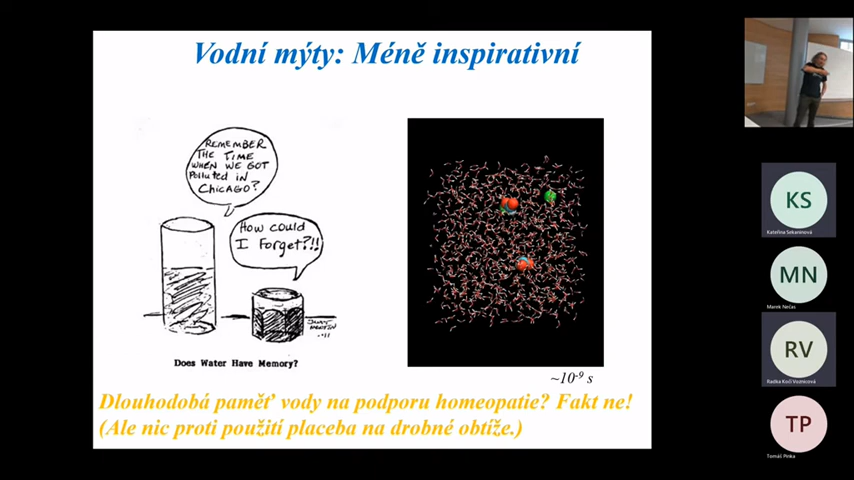 Vodní mýty: Méně inspirativní
REMEMBER
THE TIME
WHEN WE GOT
Polluted in
CHICAGO?
How could
I Forget?!!
Does Water Have Memory?
~10-9 s
Dlouhodobá paměť vody na podporu homeopatie? Fakt ne!
(Ale nic proti použití placeba na drobné obtíže.)
KS
Kateřina Sekaninová
MN
Marek Nečas
RV
Radka Kočí Voznicová
TP
Tomáš Pinka